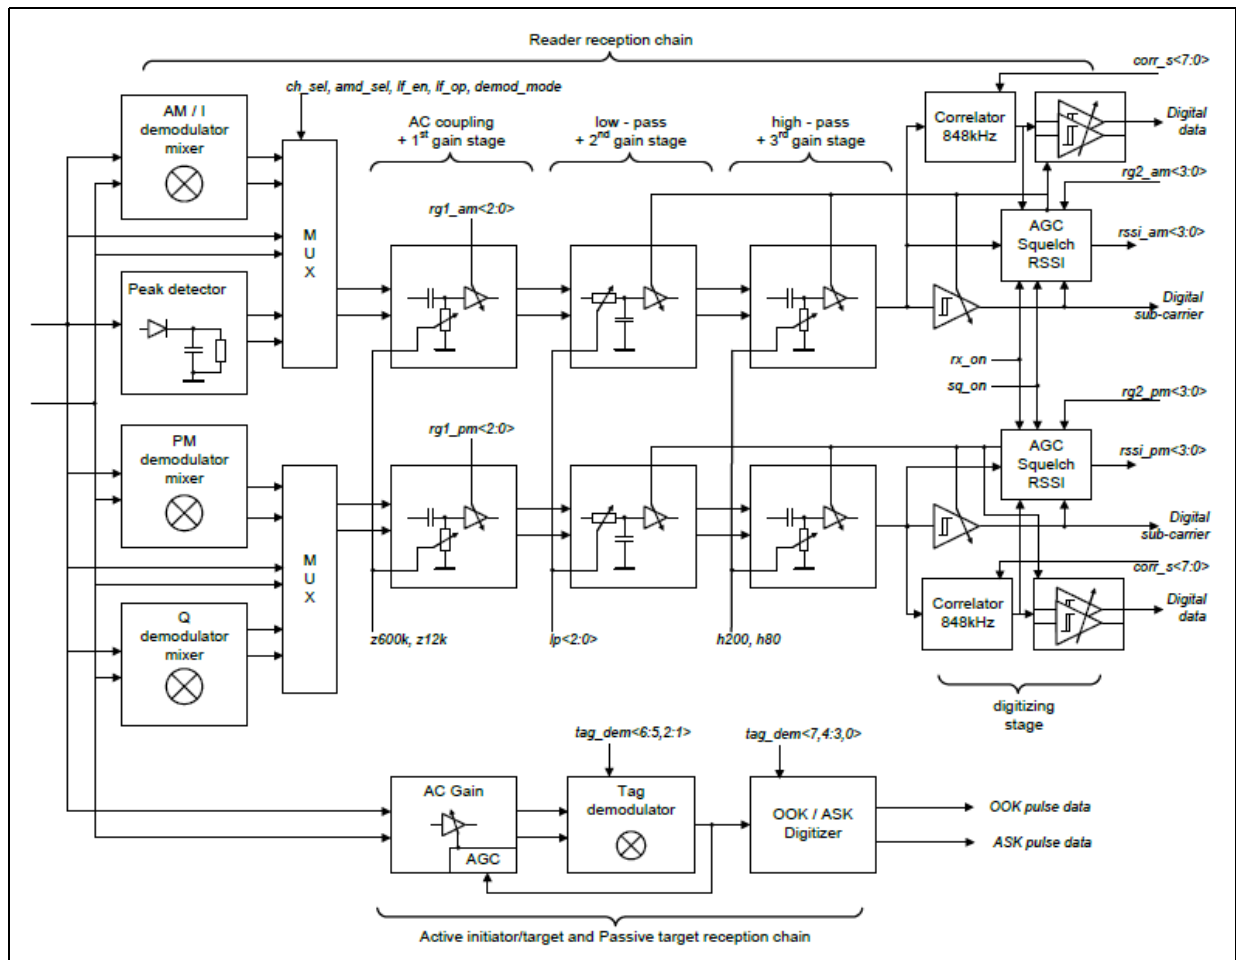 Reader reception chain
corr_s<7:0>
ch_sel, amd_sel, lf_en, lf_op, demod_mode
AM / I
demodulator
mixer
AC coupling
+ 1st gain stage
low - pass
+ 2nd gain stage
high - pass
+ 3rd gain stage
Correlator
848kHz
Digital
data
rg2_am<3:0>
rg1_am<2:0>
M
U
X
AGC
Squelch
RSSI
rssi_am<3:0>
Peak detector
Digital
sub-carrier
rx_on
sq_on
rg2_pm<3:0>
PM
demodulator
mixer
rg1_pm<2:0>
AGC
Squelch
RSSI
rssi_pm<3:0>
Digital
sub-carrier
M
U
X
corr_s<7:0>
Q
demodulator
mixer
Correlator
848kHz
Digital
data
z600k, z12k
lp<2:0>
h200, h80
digitizing
stage
tag_dem<6:5,2:1>
tag_dem<7,4:3,0>
AC Gain
AGC
Tag
demodulator
OOK / ASK
Digitizer
OOK pulse data
ASK pulse data
Active initiator/target and Passive target reception chain